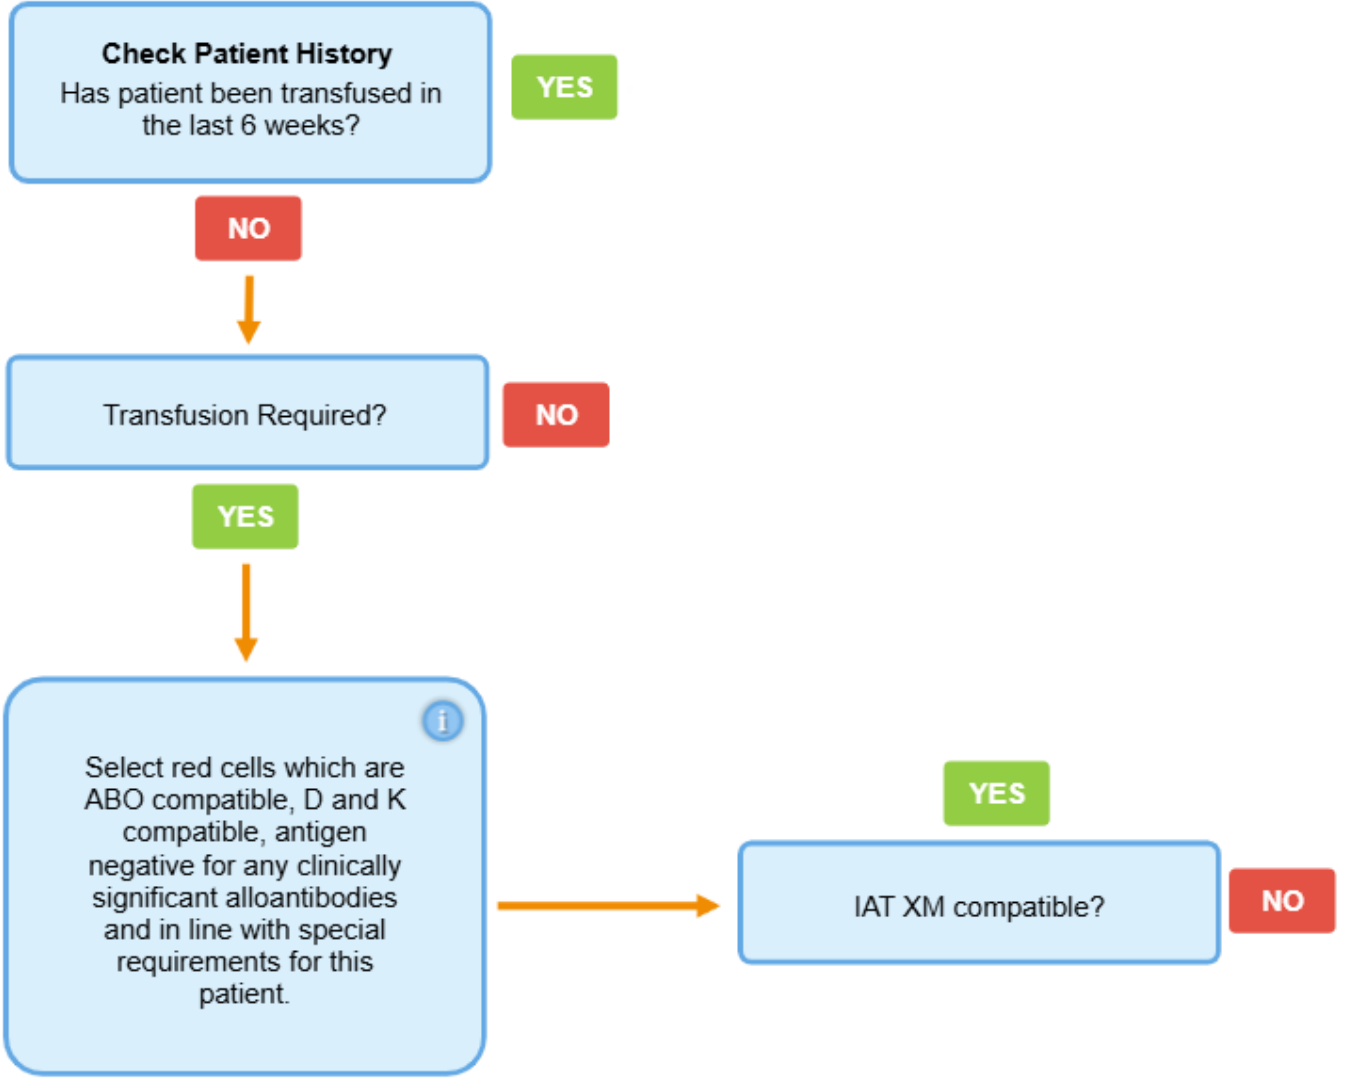 Check Patient History
Has patient been transfused in
the last 6 weeks?
YES
NO
Transfusion Required?
NO
YES
i
Select red cells which are
ABO compatible, D and K
compatible, antigen
negative for any clinically
significant alloantibodies
and in line with special
requirements for this
patient.
YES
IAT XM compatible?
NO